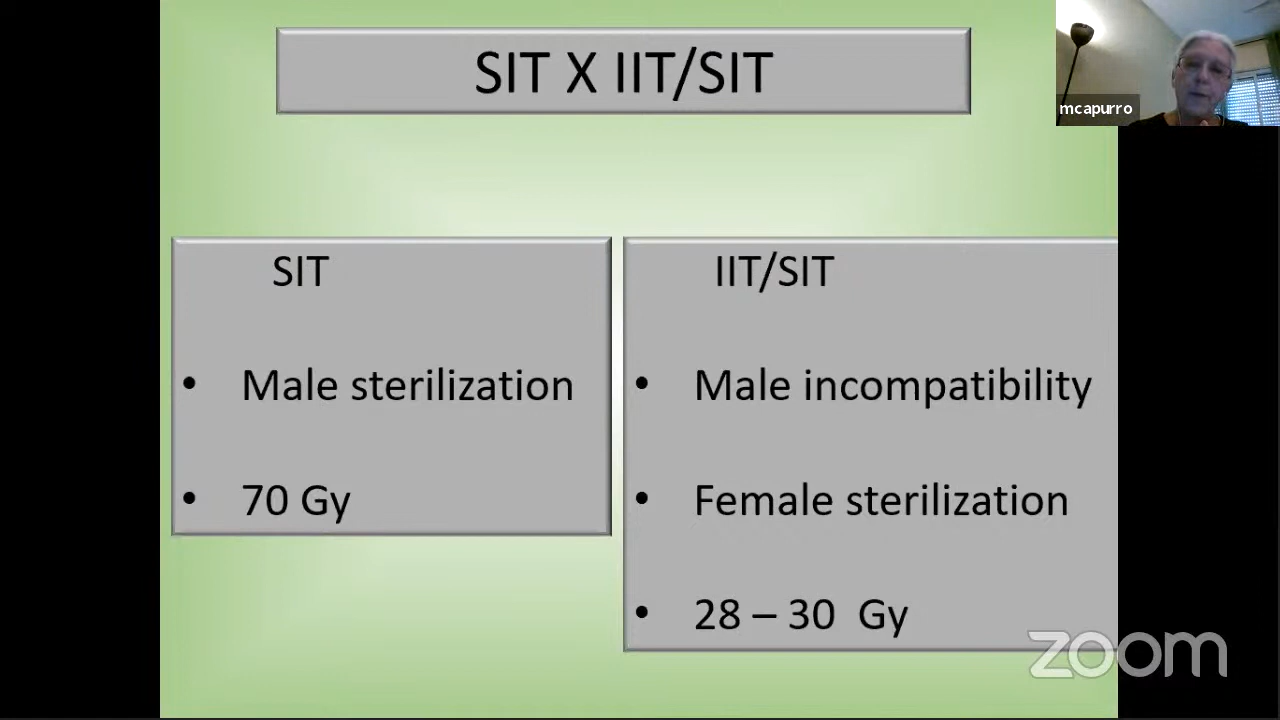 SIT X IIT/SIT
mcapurro
SIT
• Male sterilization
• 70 Gy
IIT/SIT
• Male incompatibility
• Female sterilization
• 28 – 30 Gy
zoom